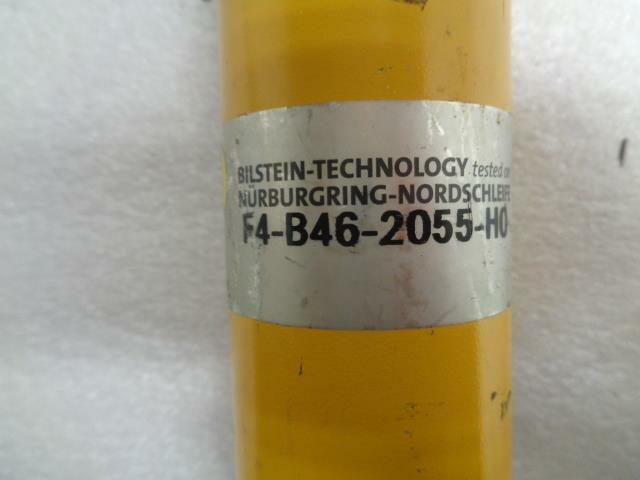 BILSTEIN-TECHNOLOGY tested on
NÜRBURGRING-NORDSCHLEIFE
F4-B46-2055-H0